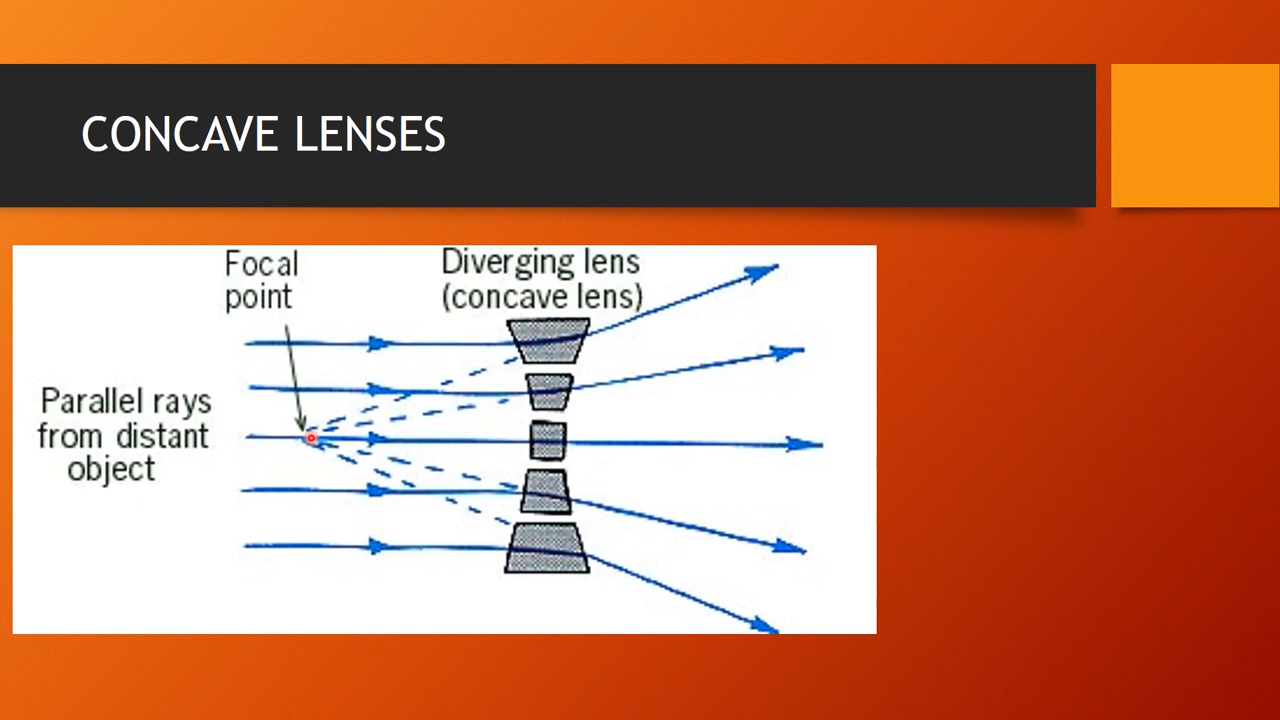 CONCAVE LENSES
Focal
point
Diverging lens
(concave lens)
Parallel rays
from distant
object